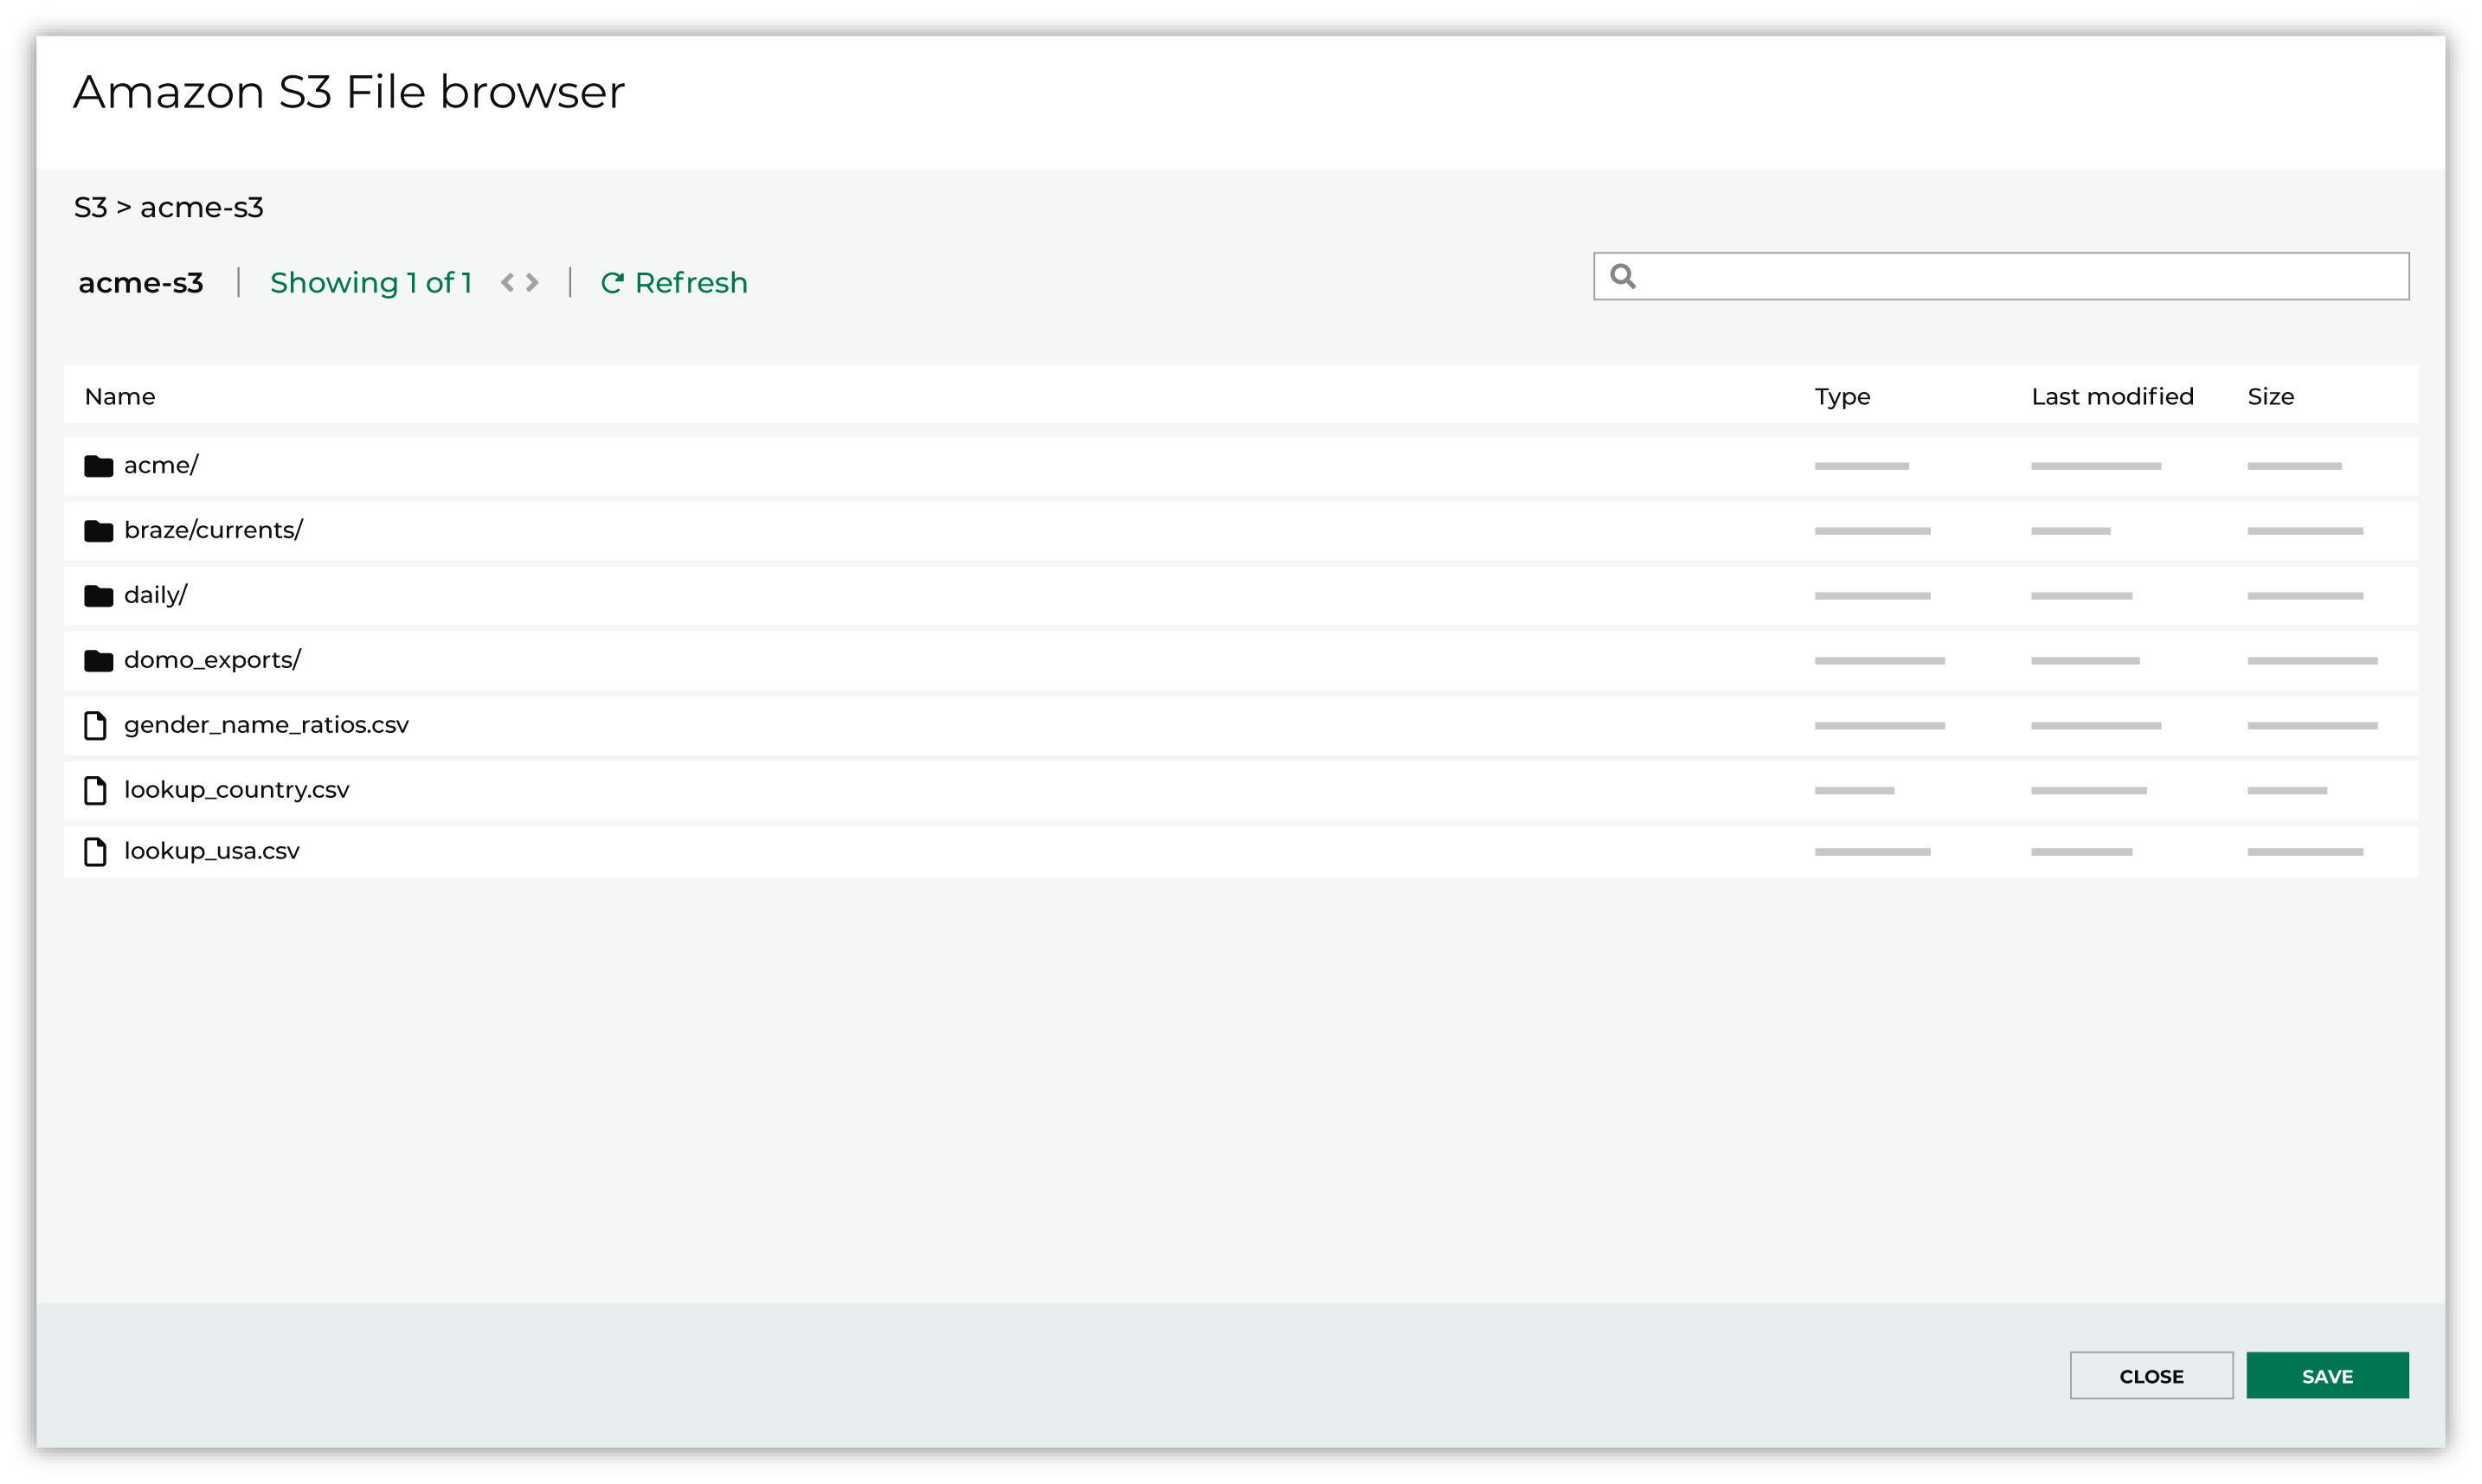 Amazon S3 File browser
S3 > acme-s3
acme-s3 | Showing 1 of 1 < > | Refresh
Name Type Last modified Size
acme/
braze/currents/
daily/
domo_exports/
gender_name_ratios.csv
lookup_country.csv
lookup_usa.csv
CLOSE SAVE